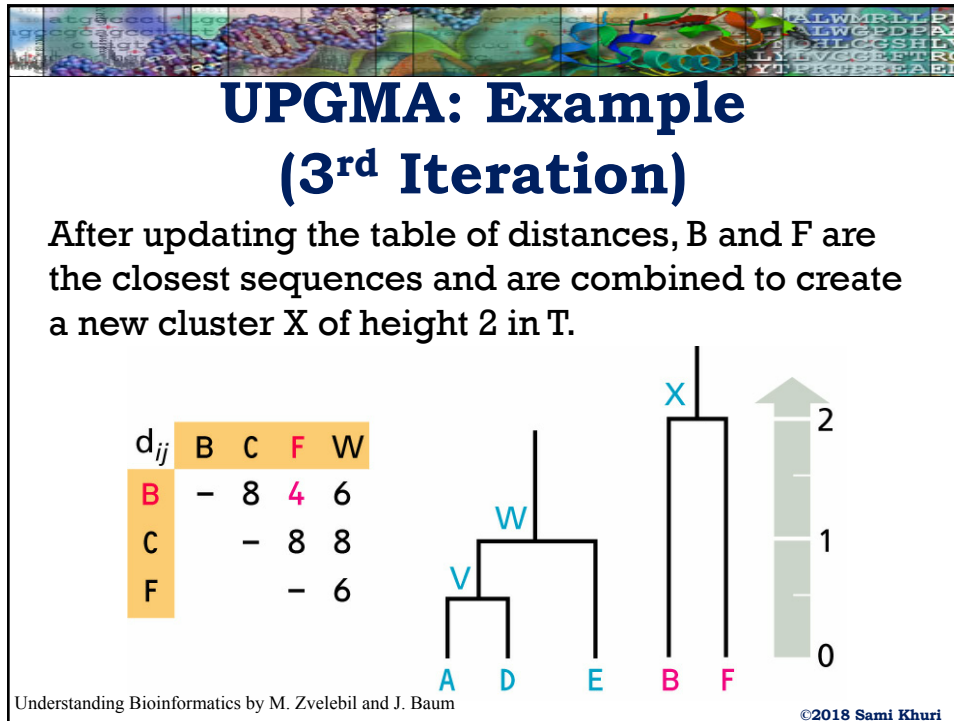 ALWMRLLP
ALWGPDPA
UPGMA: Example
(3rd Iteration)
After updating the table of distances, B and F are
the closest sequences and are combined to create
a new cluster X of height 2 in T.
dij B C F W
B – 8 4 6
C – 8 8
F – 6
X
W
V
A D E B F
2
1
0
Understanding Bioinformatics by M. Zvelebil and J. Baum
©2018 Sami Khuri